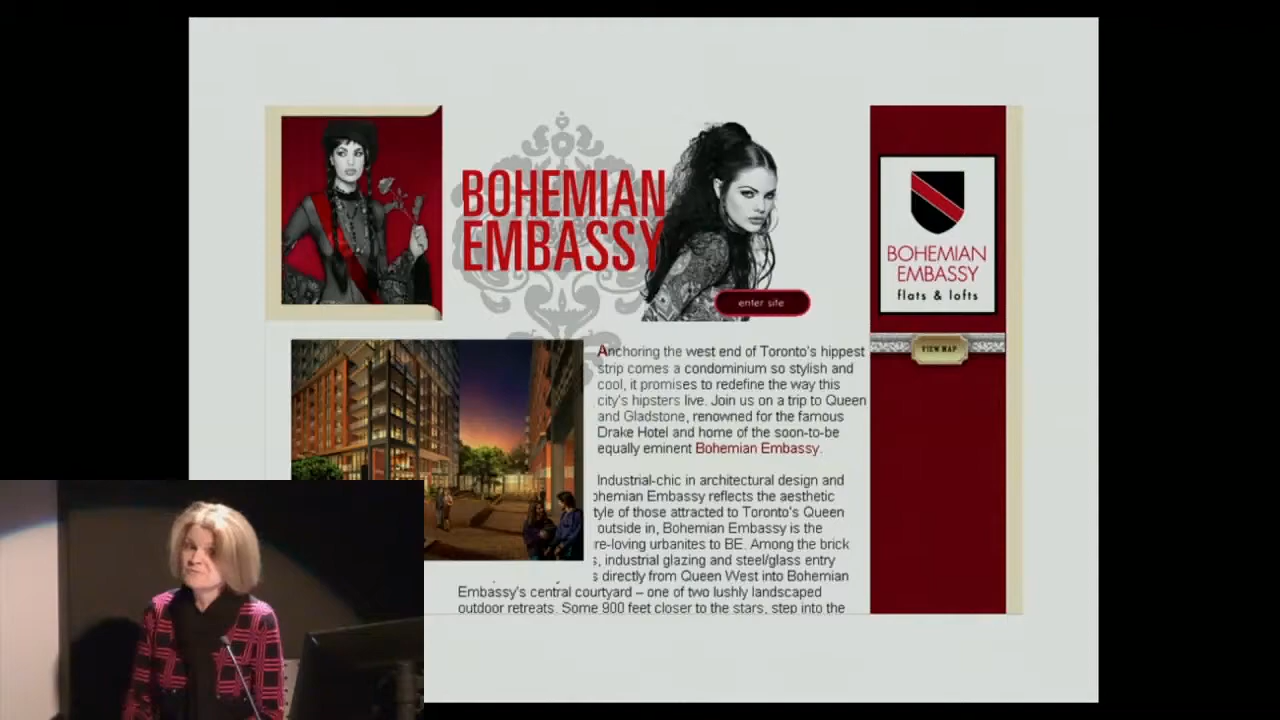 BOHEMIAN
EMBASSY
enter site
BOHEMIAN
EMBASSY
flats & lofts
VIEW MAP
Anchoring the west end of Toronto's hippest
strip comes a condominium so stylish and
cool, it promises to redefine the way this
city's hipsters live. Join us on a trip to Queen
and Gladstone, renowned for the famous
Drake Hotel and home of the soon-to-be
equally eminent Bohemian Embassy.
Industrial-chic in architectural design and
ohemian Embassy reflects the aesthetic
tyle of those attracted to Toronto's Queen
outside in, Bohemian Embassy is the
re-loving urbanites to BE. Among the brick
s, industrial glazing and steel/glass entry
s directly from Queen West into Bohemian
Embassy's central courtyard – one of two lushly landscaped
outdoor retreats. Some 900 feet closer to the stars, step into the